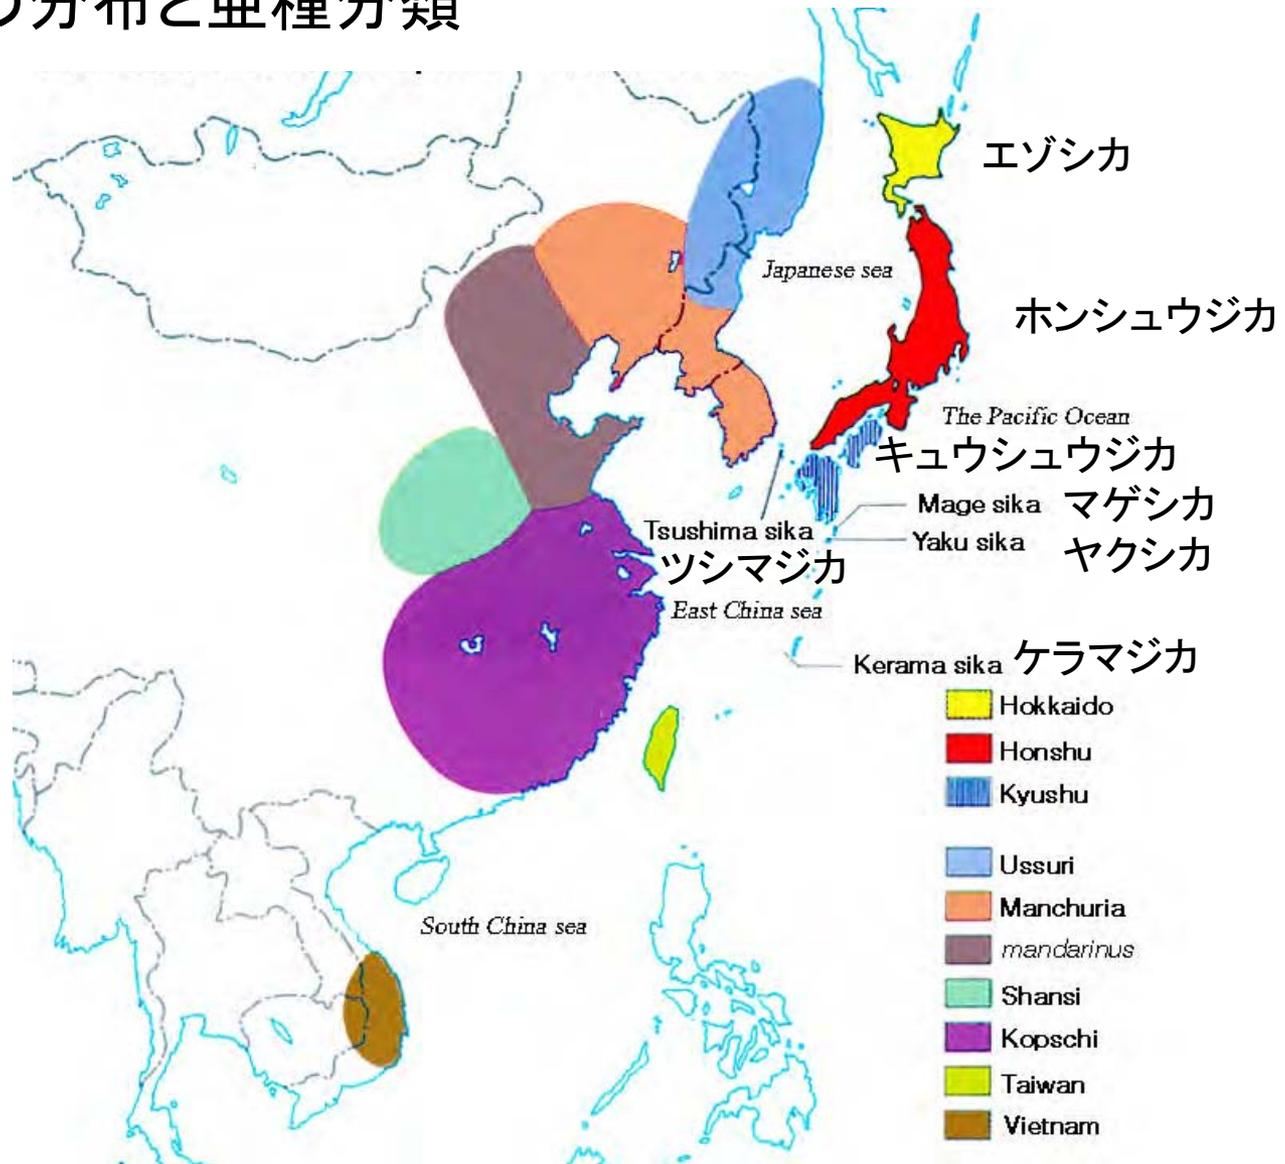 分布と亜種分類
エゾシカ
Japanese sea
ホンシュウジカ
The Pacific Ocean
キュウシュウジカ
Mage sika マゲシカ
Tsushima sika
Yaku sika ヤクシカ
ツシマジカ
East China sea
Kerama sika ケラマジカ
Hokkaido
Honshu
Kyushu
Ussuri
Manchuria
South China sea
mandarinus
Shansi
Kopschi
Taiwan
Vietnam